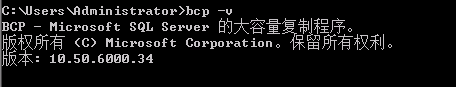 C:\Users\Administrator>bcp -v
BCP - Microsoft SQL Server 的大容量复制程序。
版权所有 (C) Microsoft Corporation。保留所有权利。
版本: 10.50.6000.34